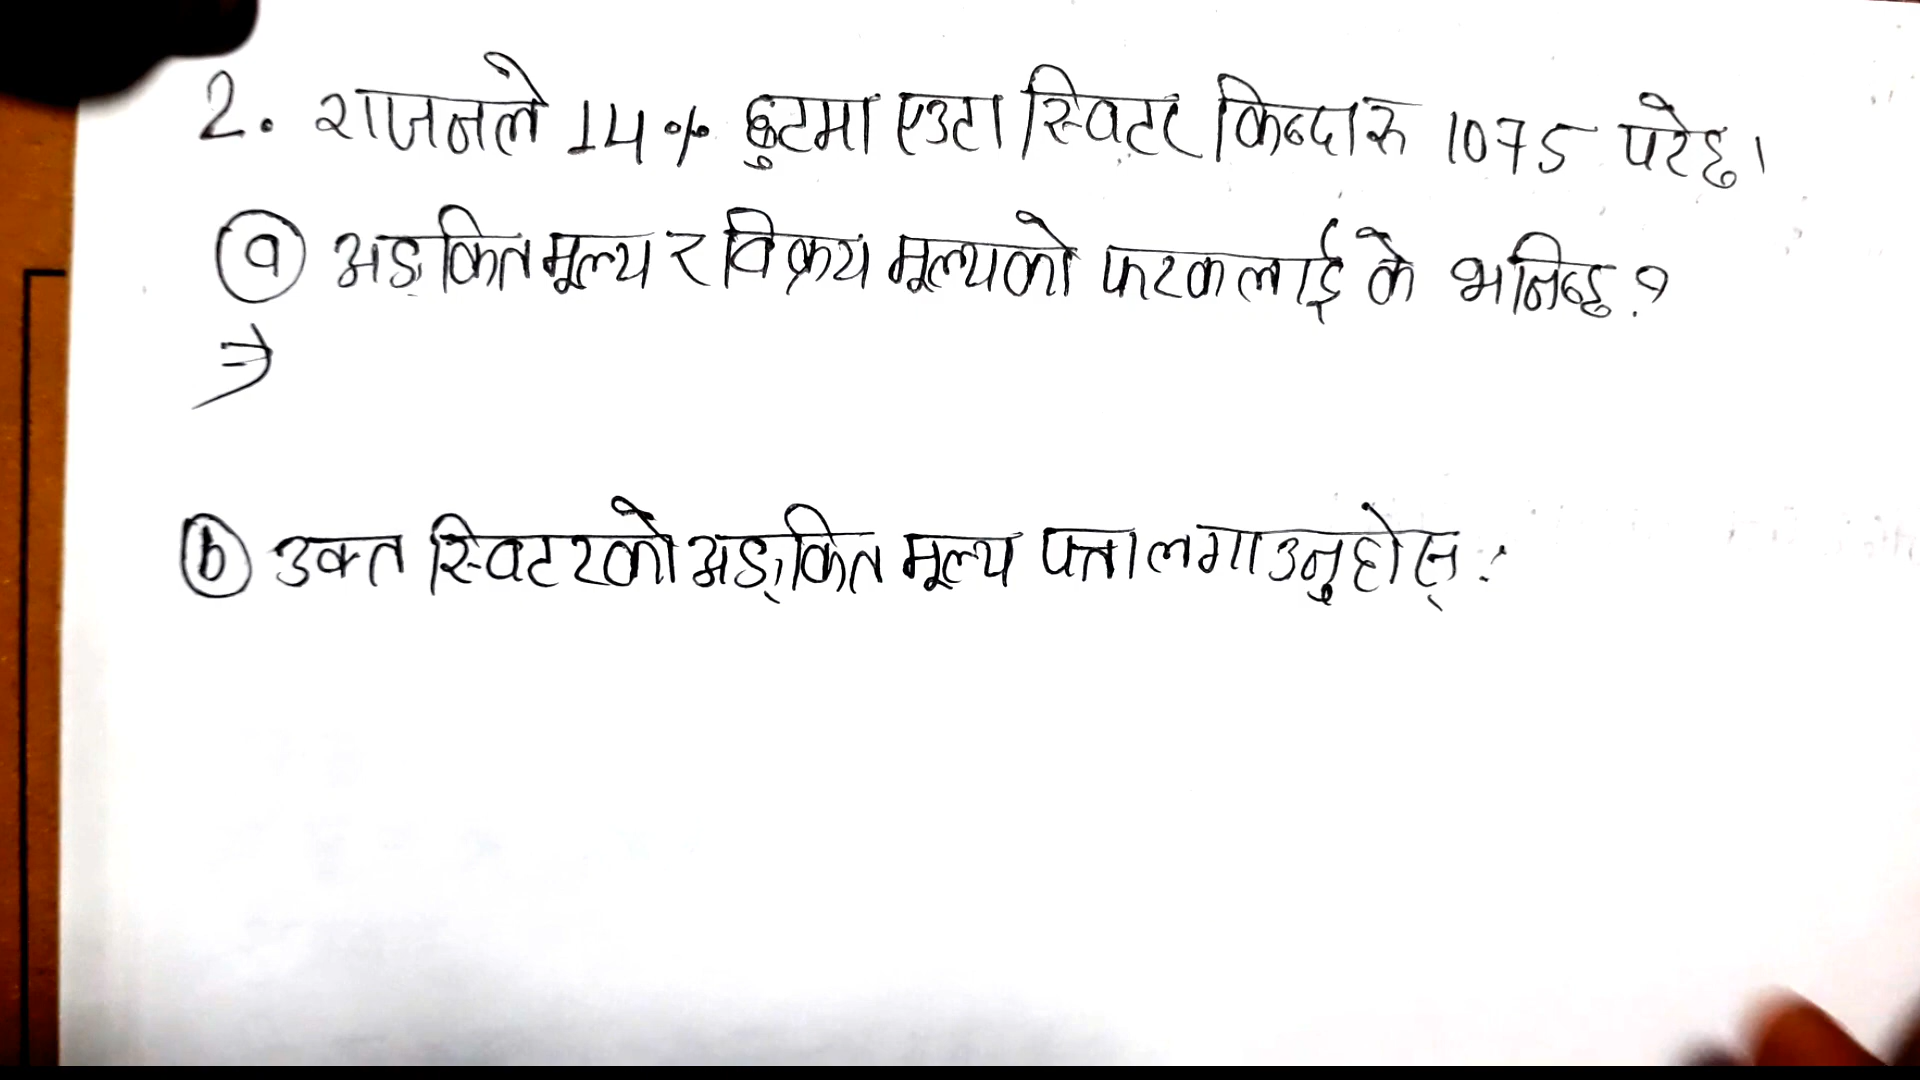 2. राजनले 14% छुटमा एउटा स्विटर किन्दा रू 1075 परेछ।
(a) अङ्कित मूल्य र विक्रय मूल्यको फरकलाई के भनिन्छ ?
⇒
(b) उक्त स्विटरको अङ्कित मूल्य पत्ता लगाउनुहोस् :